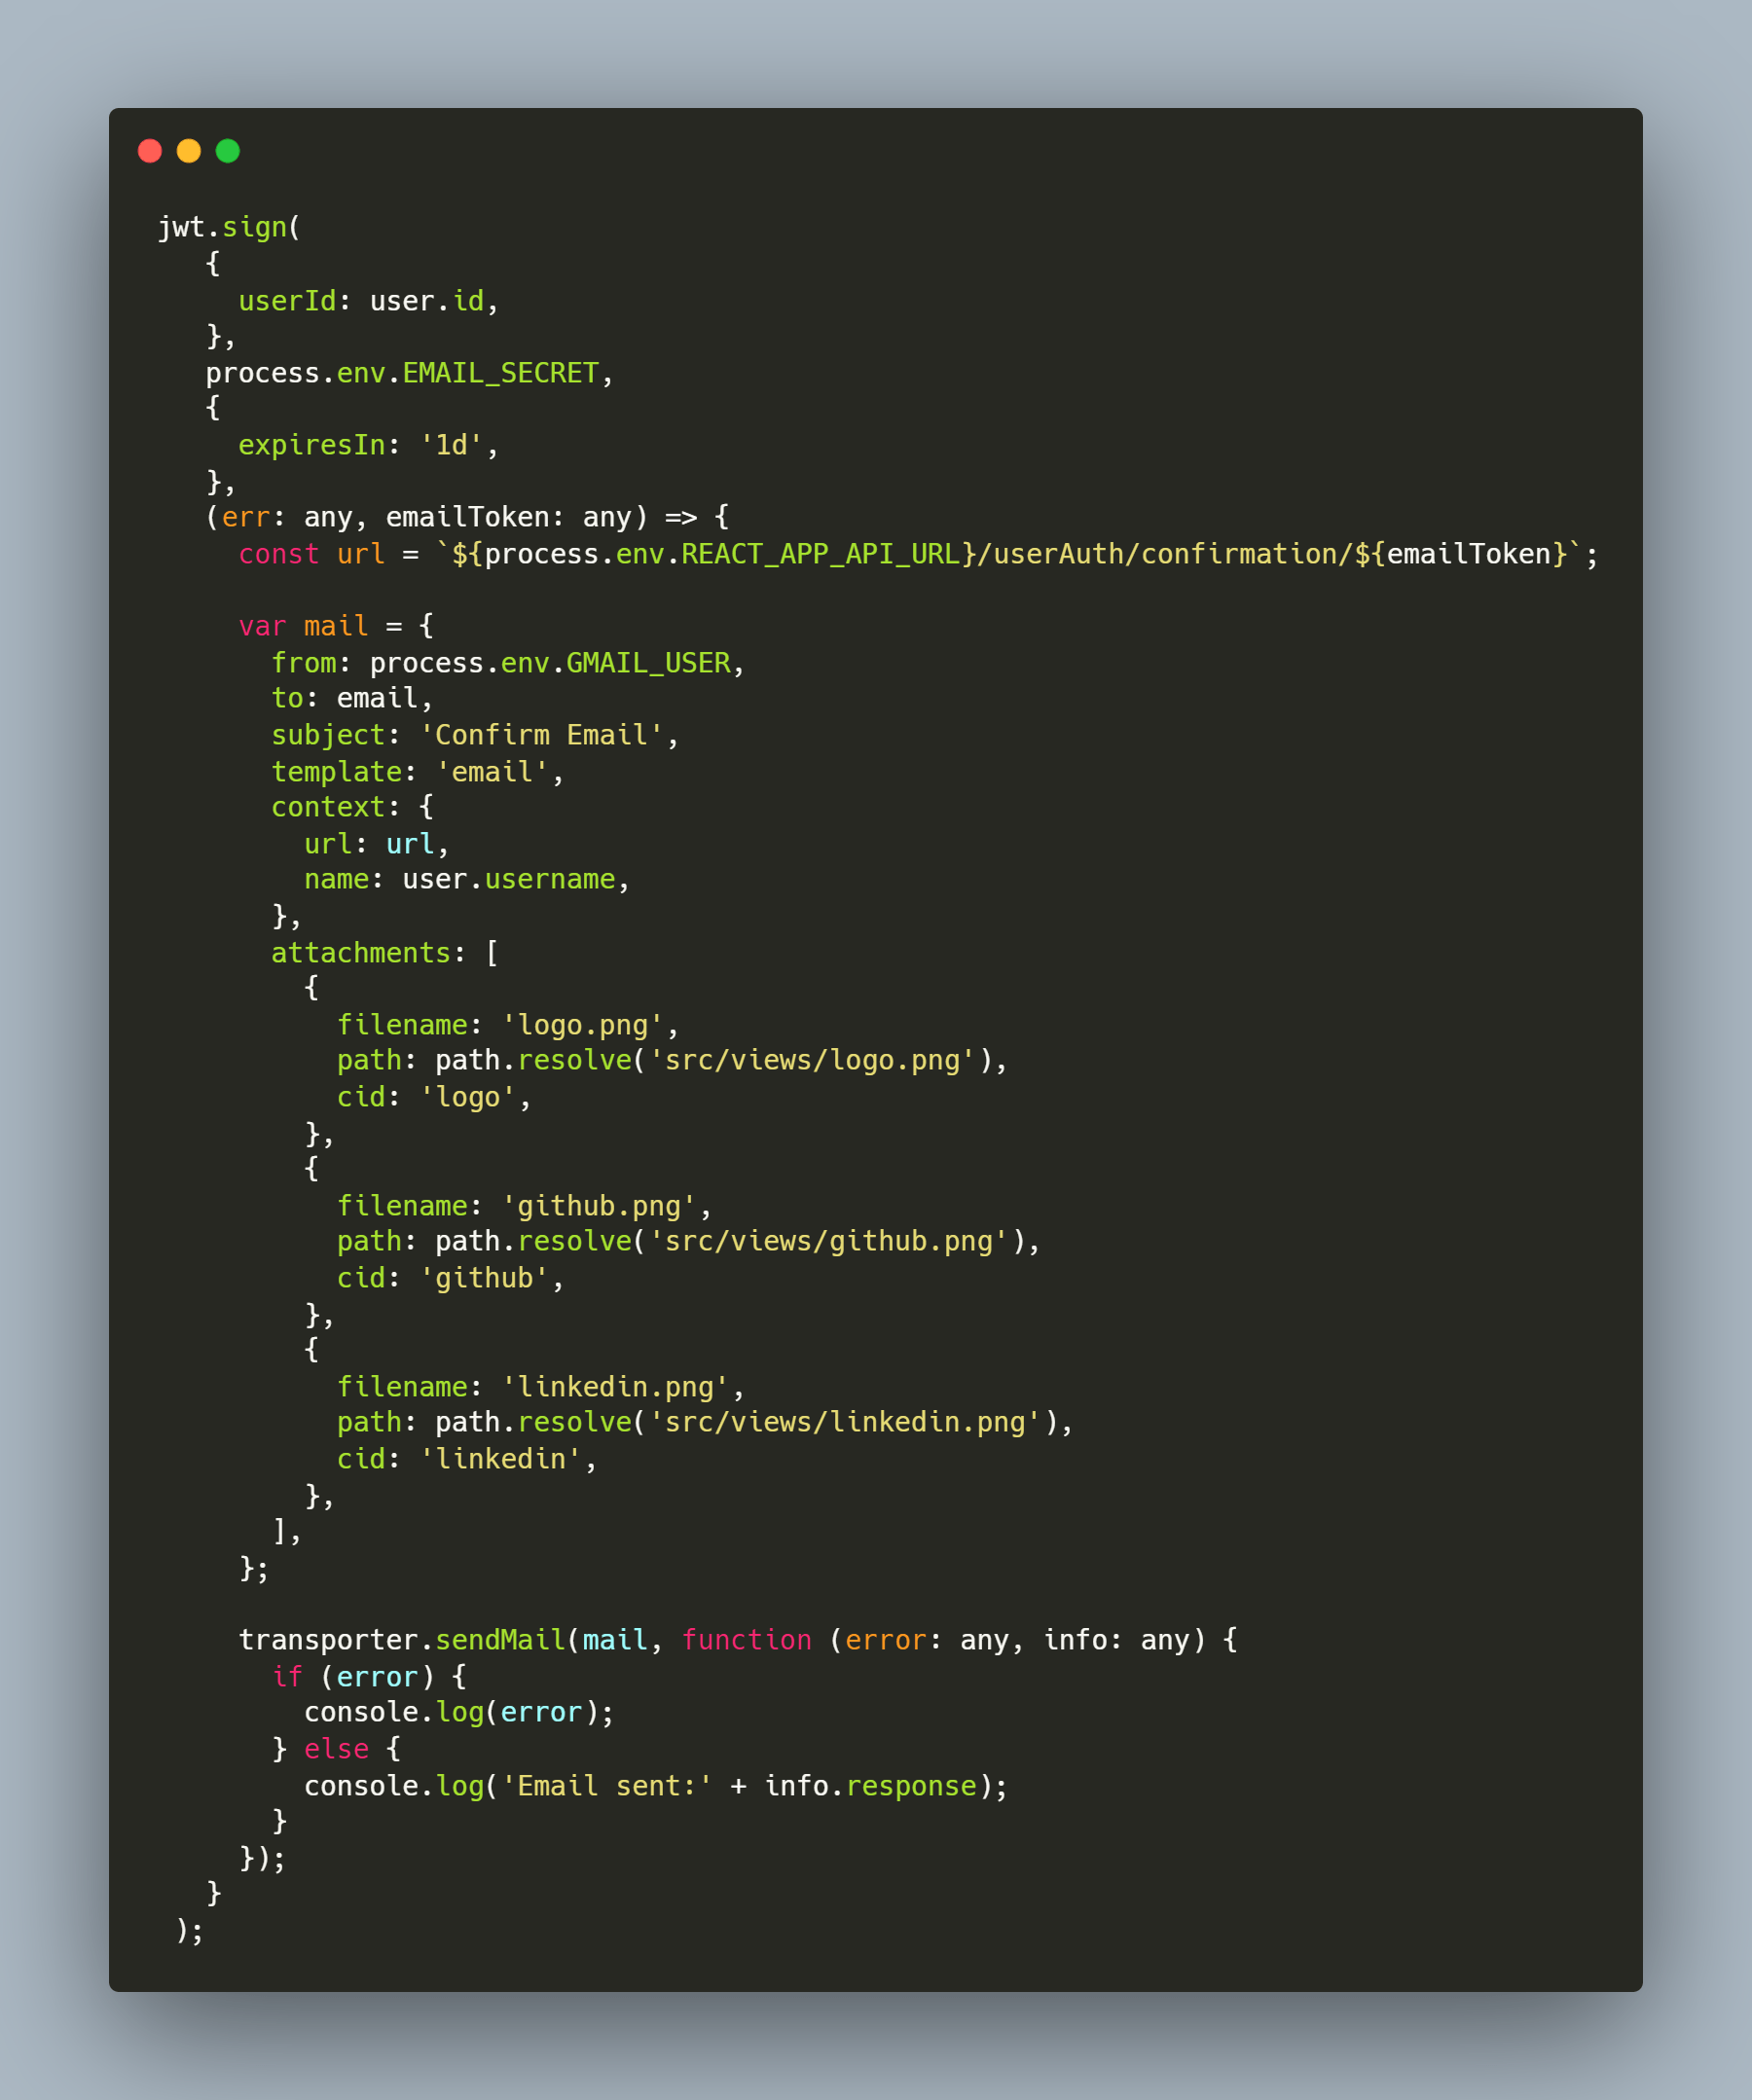 jwt.sign(
   {
     userId: user.id,
   },
   process.env.EMAIL_SECRET,
   {
     expiresIn: '1d',
   },
   (err: any, emailToken: any) => {
     const url = `${process.env.REACT_APP_API_URL}/userAuth/confirmation/${emailToken}`;

     var mail = {
       from: process.env.GMAIL_USER,
       to: email,
       subject: 'Confirm Email',
       template: 'email',
       context: {
         url: url,
         name: user.username,
       },
       attachments: [
         {
           filename: 'logo.png',
           path: path.resolve('src/views/logo.png'),
           cid: 'logo',
         },
         {
           filename: 'github.png',
           path: path.resolve('src/views/github.png'),
           cid: 'github',
         },
         {
           filename: 'linkedin.png',
           path: path.resolve('src/views/linkedin.png'),
           cid: 'linkedin',
         },
       ],
     };

     transporter.sendMail(mail, function (error: any, info: any) {
       if (error) {
         console.log(error);
       } else {
         console.log('Email sent:' + info.response);
       }
     });
   }
 );